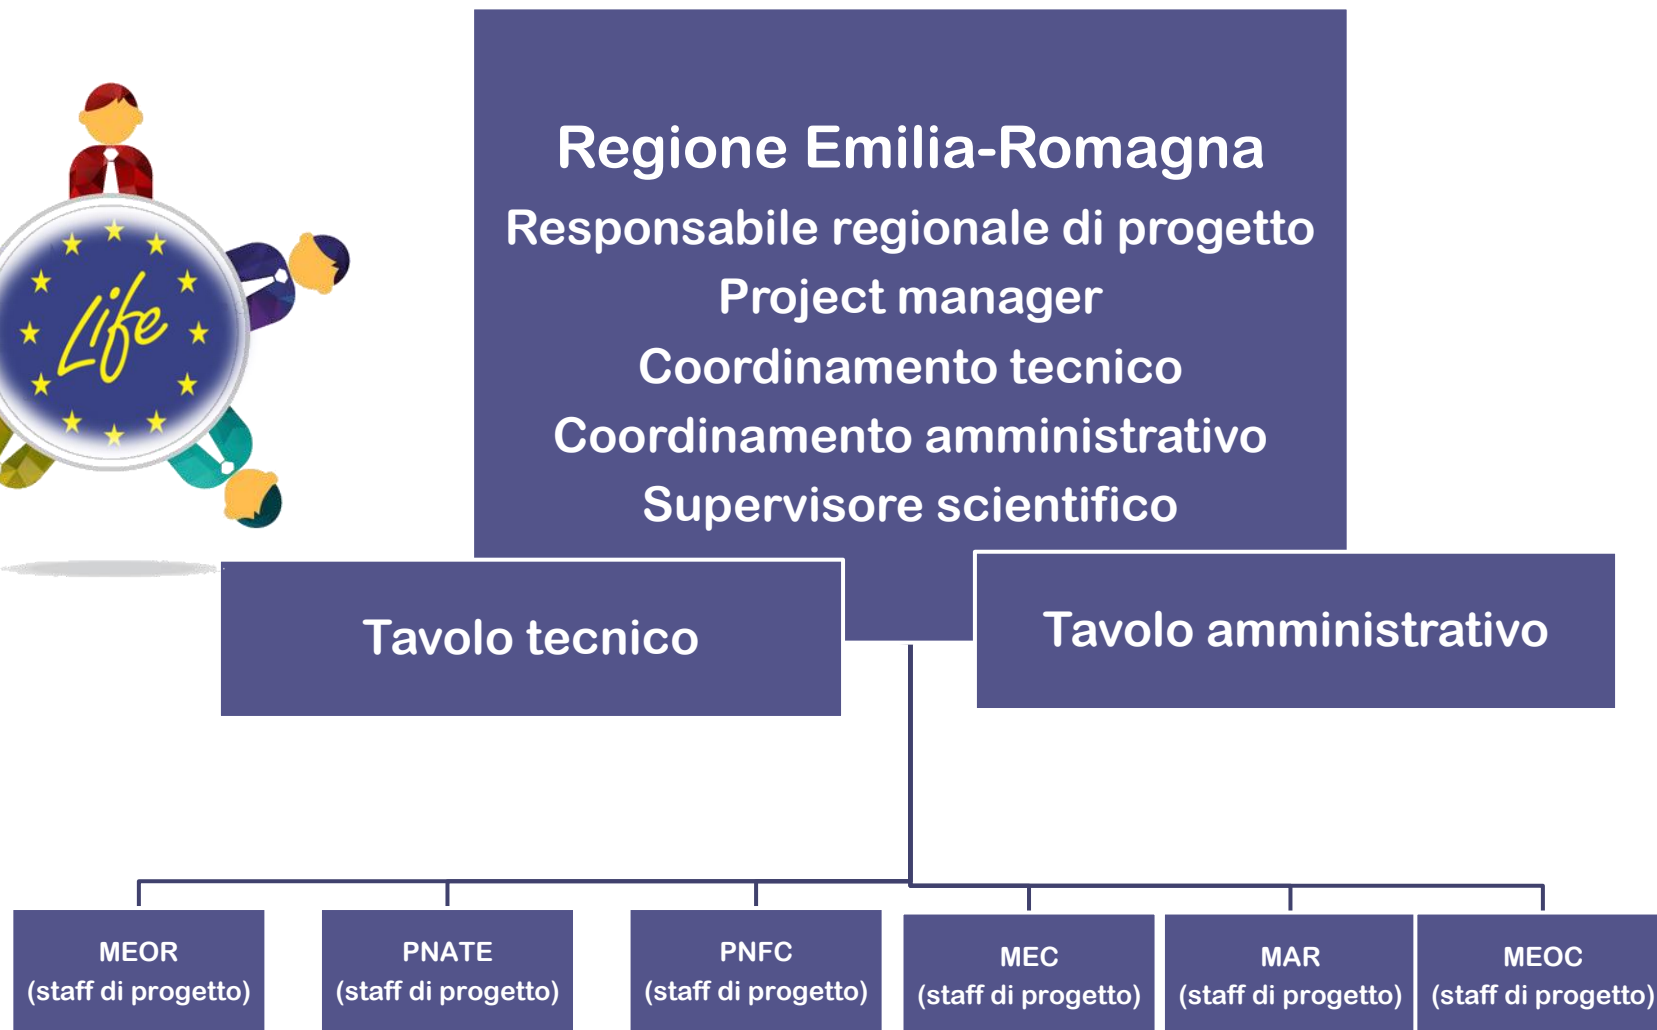 Regione Emilia-Romagna
Responsabile regionale di progetto
Project manager
Coordinamento tecnico
Coordinamento amministrativo
Supervisore scientifico
Life
Tavolo tecnico
Tavolo amministrativo
MEOR
(staff di progetto)
PNATE
(staff di progetto)
PNFC
(staff di progetto)
MEC
(staff di progetto)
MAR
(staff di progetto)
MEOC
(staff di progetto)